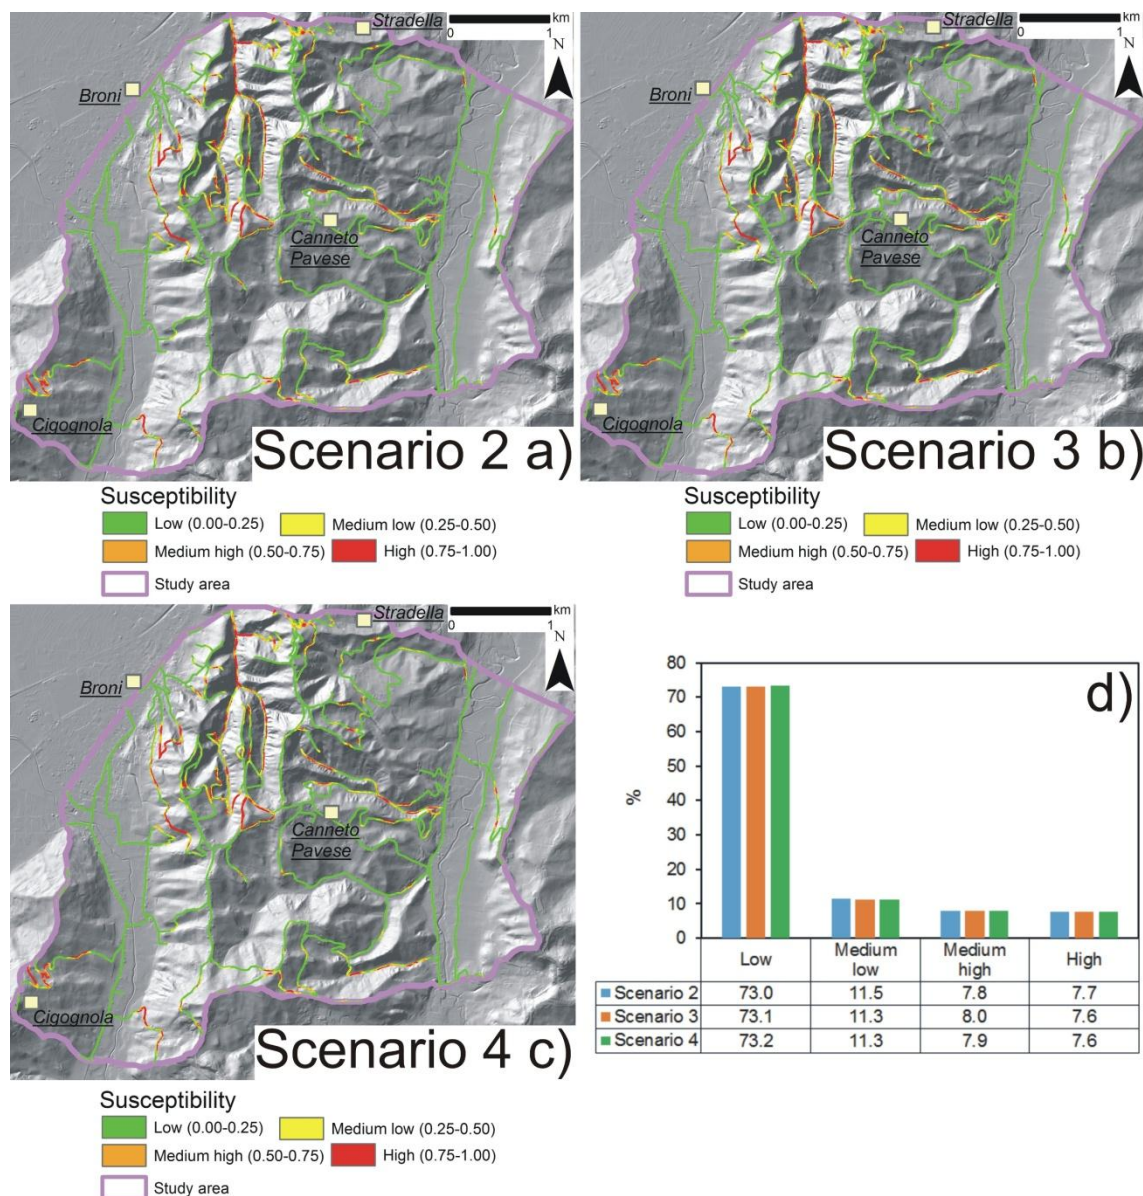 Stradella
km
0 1
N
Broni
Canneto
Pavese
Cigognola
Scenario 2 a)
Susceptibility
Low (0.00-0.25) Medium low (0.25-0.50)
Medium high (0.50-0.75) High (0.75-1.00)
Study area
Stradella
km
0 1
N
Broni
Canneto
Pavese
Cigognola
Scenario 3 b)
Susceptibility
Low (0.00-0.25) Medium low (0.25-0.50)
Medium high (0.50-0.75) High (0.75-1.00)
Study area
Stradella
km
0 1
N
Broni
Canneto
Pavese
Cigognola
Scenario 4 c)
Susceptibility
Low (0.00-0.25) Medium low (0.25-0.50)
Medium high (0.50-0.75) High (0.75-1.00)
Study area
d)
%
80
70
60
50
40
30
20
10
0
Low Medium low Medium high High
Scenario 2 73.0 11.5 7.8 7.7
Scenario 3 73.1 11.3 8.0 7.6
Scenario 4 73.2 11.3 7.9 7.6